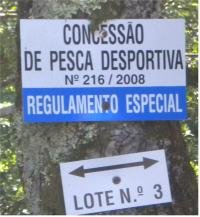 CONCESSÃO
DE PESCA DESPORTIVA
Nº 216 / 2008
REGULAMENTO ESPECIAL
LOTE N.º 3